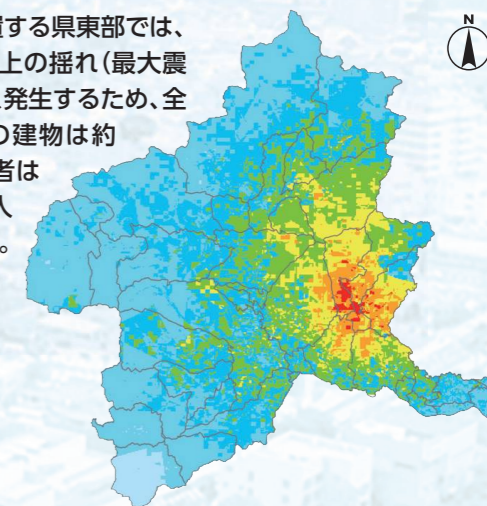 置する県東部では、
上の揺れ（最大震
発生するため、全
の建物は約
者は
人
。
N